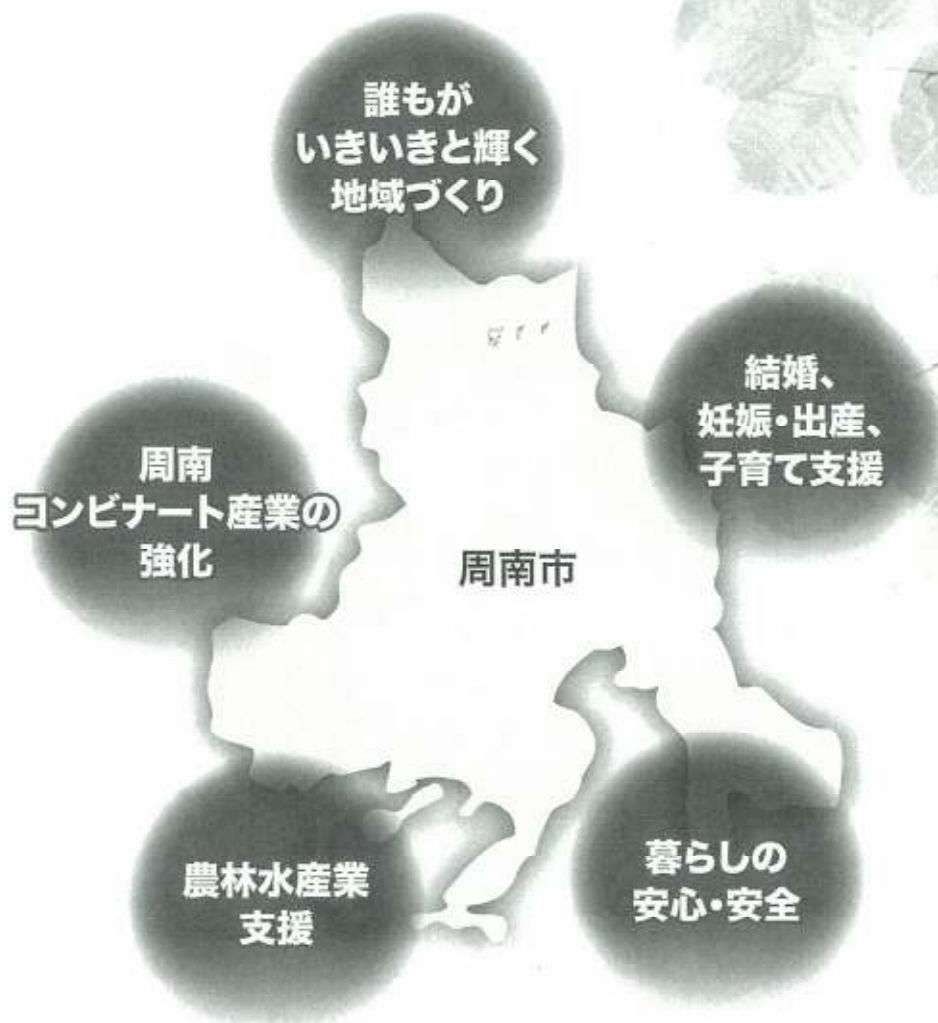 誰もが
いきいきと輝く
地域づくり
結婚、
妊娠・出産、
子育て支援
周南
コンビナート産業の
強化
周南市
農林水産業
支援
暮らしの
安心・安全